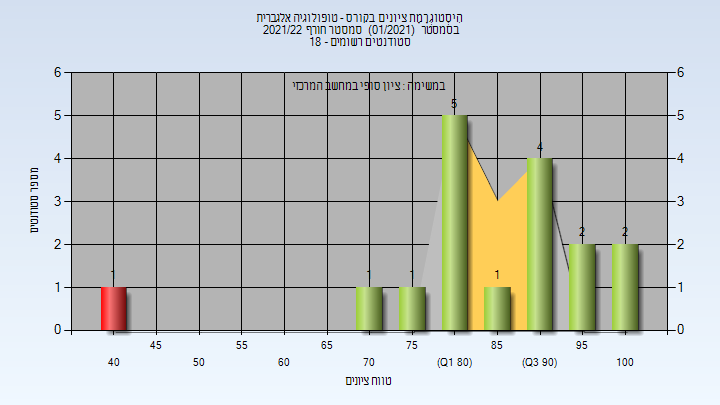 היסטוגרמת ציונים בקורס - טופולוגיה אלגברית
בסמסטר (01/2021) סמסטר חורף 2021/22
סטודנטים רשומים - 18
במשימה : ציון סופי במחשב המרכזי
מספר סטודנטים
6 6
5 5
4 4
3 3
2 2
1 1
0 0
1 1 1 5 1 4 2 2
45 55 65 75 85 95
40 50 60 70 (Q1 80) (Q3 90) 100
טווח ציונים